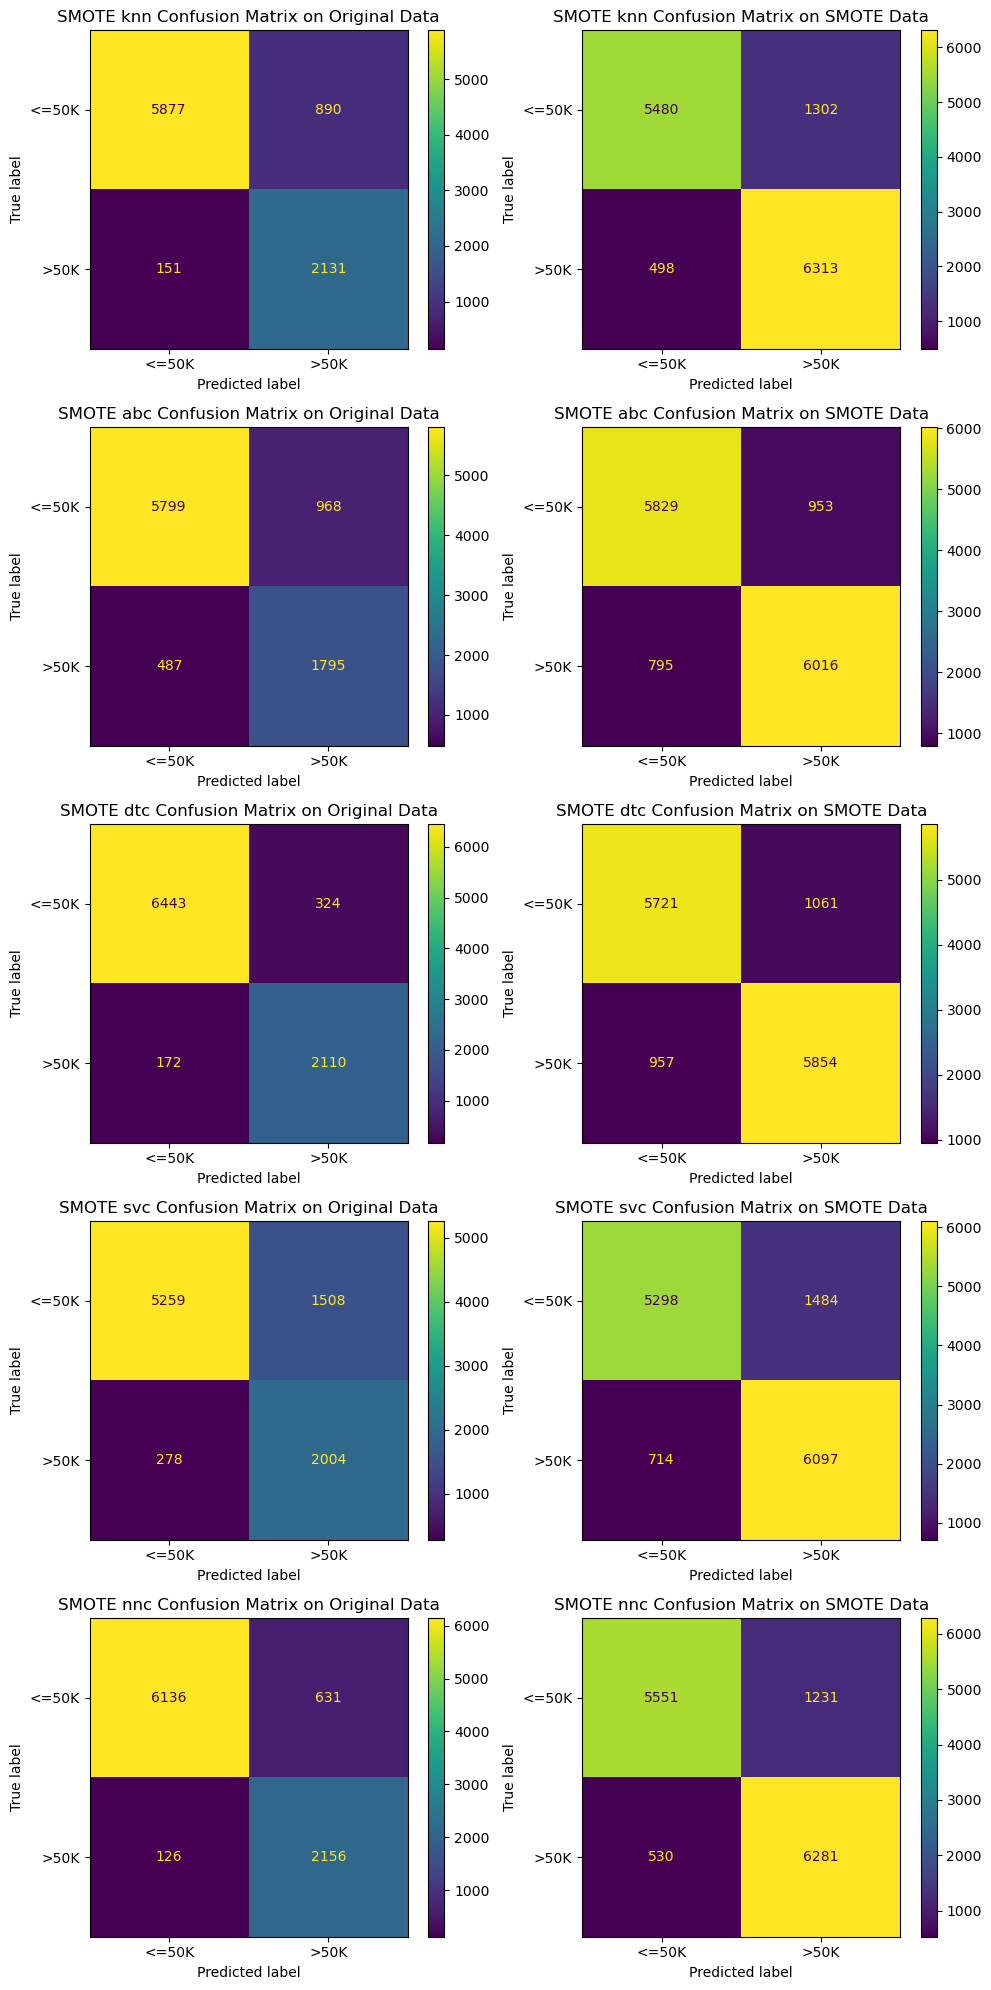 SMOTE knn Confusion Matrix on Original Data
<=50K
5877
890
>50K
151
2131
True label
<=50K
>50K
Predicted label
5000
4000
3000
2000
1000
SMOTE knn Confusion Matrix on SMOTE Data
<=50K
5480
1302
>50K
498
6313
True label
<=50K
>50K
Predicted label
6000
5000
4000
3000
2000
1000
SMOTE abc Confusion Matrix on Original Data
<=50K
5799
968
>50K
487
1795
True label
<=50K
>50K
Predicted label
5000
4000
3000
2000
1000
SMOTE abc Confusion Matrix on SMOTE Data
<=50K
5829
953
>50K
795
6016
True label
<=50K
>50K
Predicted label
6000
5000
4000
3000
2000
1000
SMOTE dtc Confusion Matrix on Original Data
<=50K
6443
324
>50K
172
2110
True label
<=50K
>50K
Predicted label
6000
5000
4000
3000
2000
1000
SMOTE dtc Confusion Matrix on SMOTE Data
<=50K
5721
1061
>50K
957
5854
True label
<=50K
>50K
Predicted label
5000
4000
3000
2000
1000
SMOTE svc Confusion Matrix on Original Data
<=50K
5259
1508
>50K
278
2004
True label
<=50K
>50K
Predicted label
5000
4000
3000
2000
1000
SMOTE svc Confusion Matrix on SMOTE Data
<=50K
5298
1484
>50K
714
6097
True label
<=50K
>50K
Predicted label
6000
5000
4000
3000
2000
1000
SMOTE nnc Confusion Matrix on Original Data
<=50K
6136
631
>50K
126
2156
True label
<=50K
>50K
Predicted label
6000
5000
4000
3000
2000
1000
SMOTE nnc Confusion Matrix on SMOTE Data
<=50K
5551
1231
>50K
530
6281
True label
<=50K
>50K
Predicted label
6000
5000
4000
3000
2000
1000